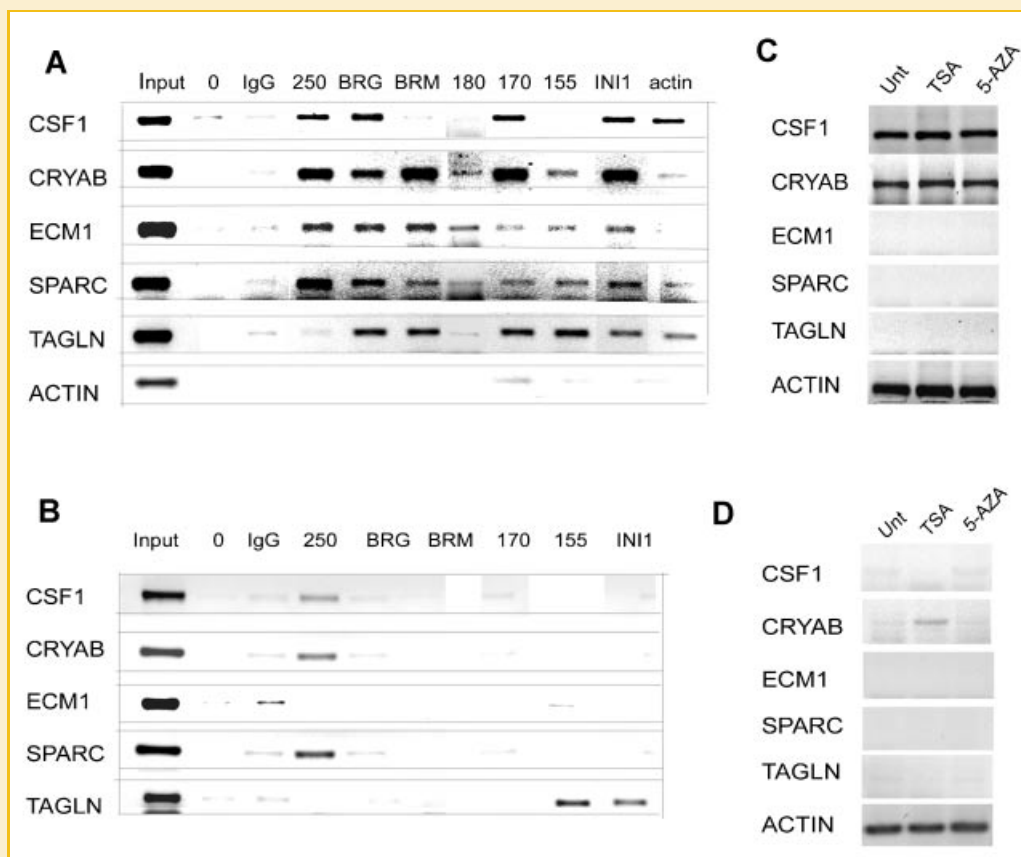 A
Input 0 IgG 250 BRG BRM 180 170 155 INI1 actin
CSF1
CRYAB
ECM1
SPARC
TAGLN
ACTIN
C
Unt TSA 5-AZA
CSF1
CRYAB
ECM1
SPARC
TAGLN
ACTIN
B
Input 0 IgG 250 BRG BRM 170 155 INI1
CSF1
CRYAB
ECM1
SPARC
TAGLN
D
Unt TSA 5-AZA
CSF1
CRYAB
ECM1
SPARC
TAGLN
ACTIN